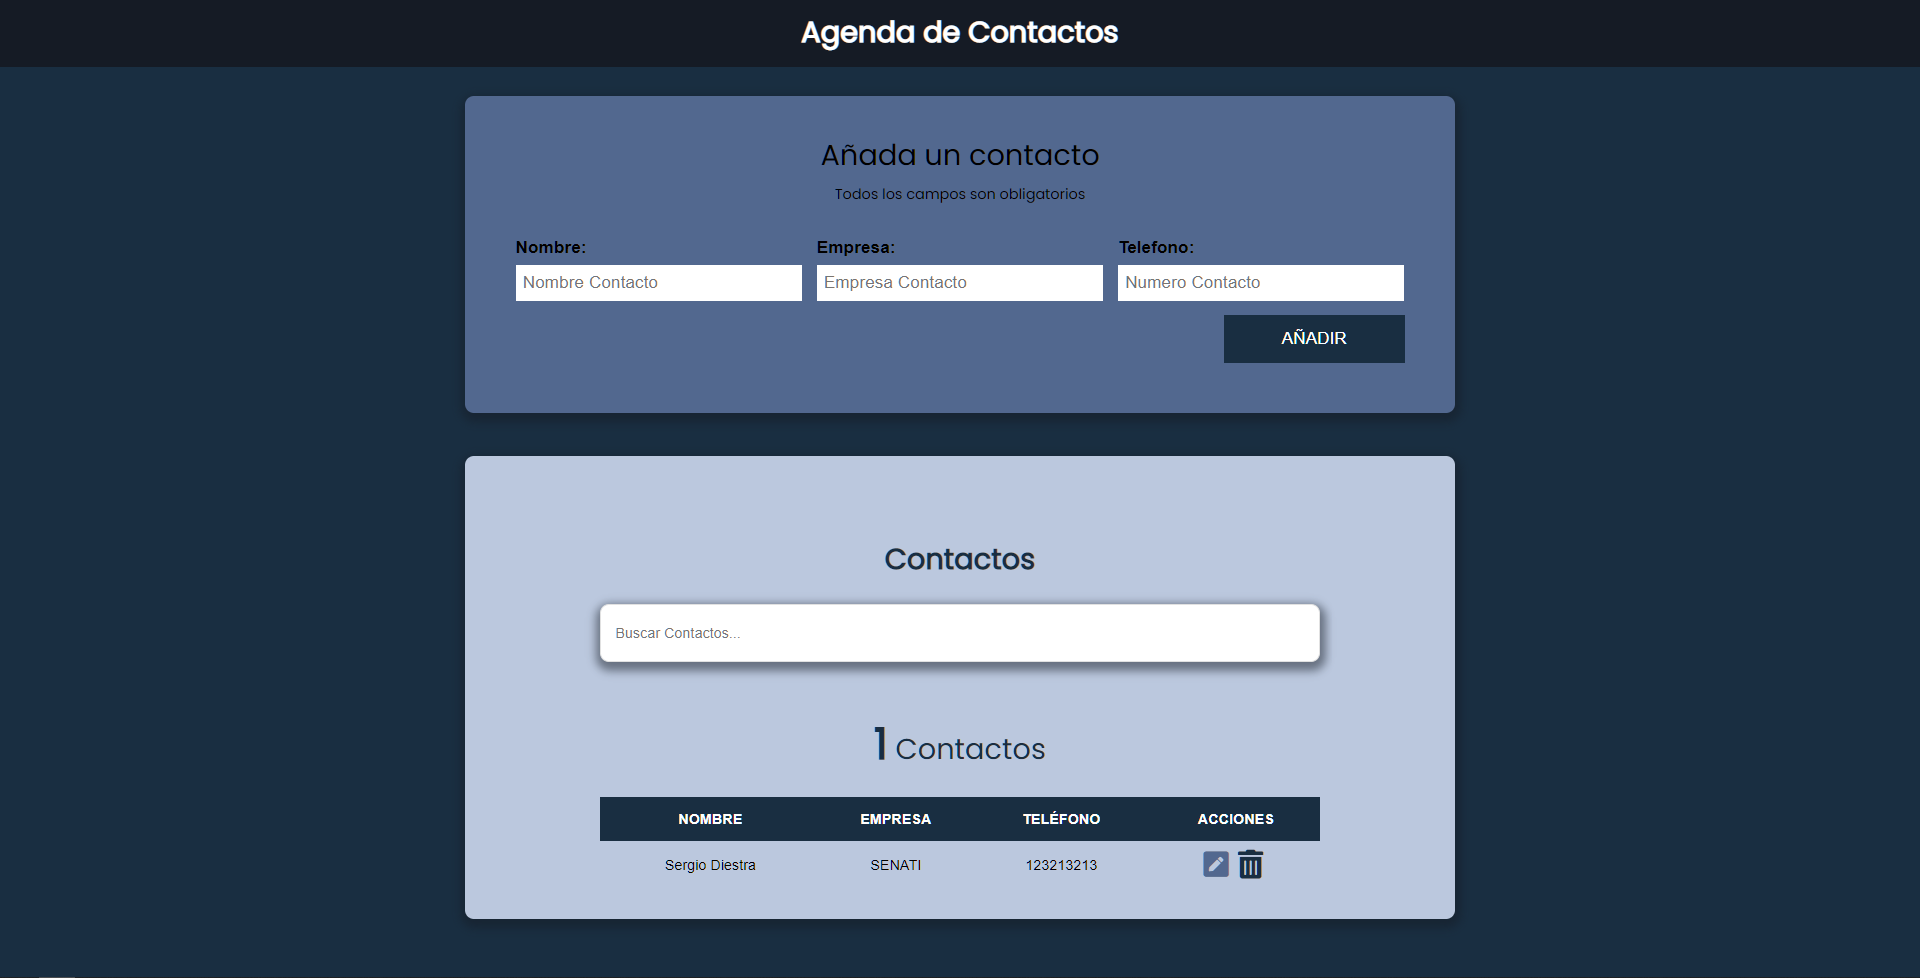 Agenda de Contactos
Añada un contacto
Todos los campos son obligatorios
Nombre: Empresa: Telefono:
Nombre Contacto Empresa Contacto Numero Contacto
AÑADIR
Contactos
Buscar Contactos...
1 Contactos
NOMBRE EMPRESA TELÉFONO ACCIONES
Sergio Diestra SENATI 123213213